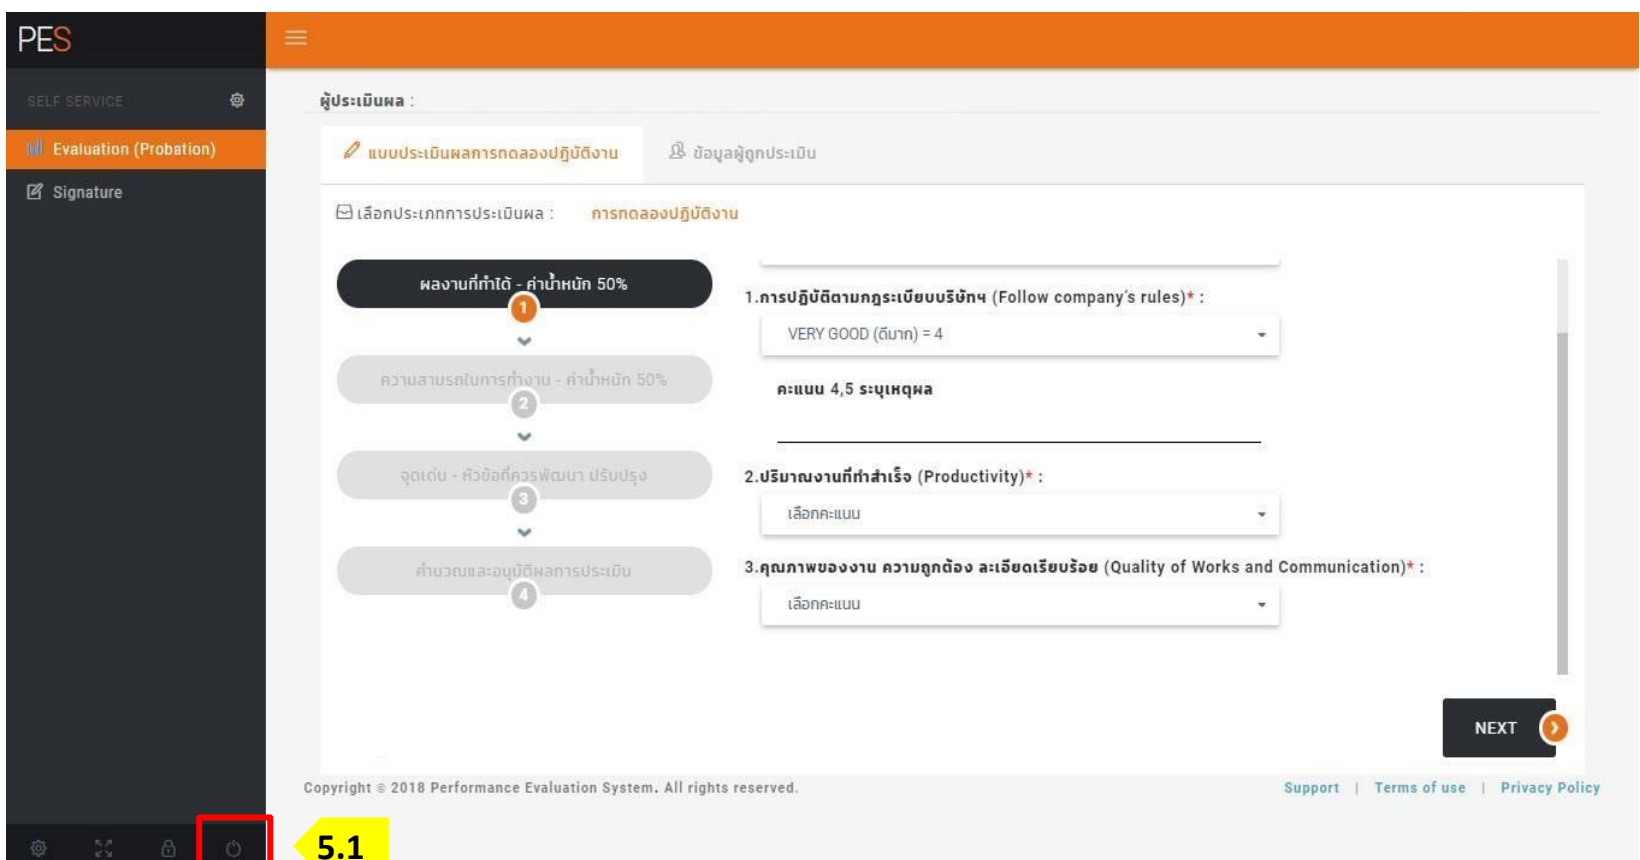 PES
SELF SERVICE
Evaluation (Probation)
Signature
ผู้ประเมินผล :
แบบประเมินผลการทดลองปฏิบัติงาน
ข้อมูลผู้ถูกประเมิน
เลือกประเภทการประเมินผล : การทดลองปฏิบัติงาน
ผลงานที่ทำได้ - ค่าน้ำหนัก 50%
1
ความสามรถในการทำงาน - ค่าน้ำหนัก 50%
2
จุดเด่น - หัวข้อที่ควรพัฒนา ปรับปรุง
3
คำนวณและอนุมัติผลการประเมิน
4
1.การปฏิบัติตามกฎระเบียบบริษัทฯ (Follow company's rules)* :
VERY GOOD (ดีมาก) = 4
คะแนน 4,5 ระบุเหตุผล
2.ปริมาณงานที่ทำสำเร็จ (Productivity)* :
เลือกคะแนน
3.คุณภาพของงาน ความถูกต้อง ละเอียดเรียบร้อย (Quality of Works and Communication)* :
เลือกคะแนน
NEXT
Copyright © 2018 Performance Evaluation System. All rights reserved.
Support | Terms of use | Privacy Policy
5.1